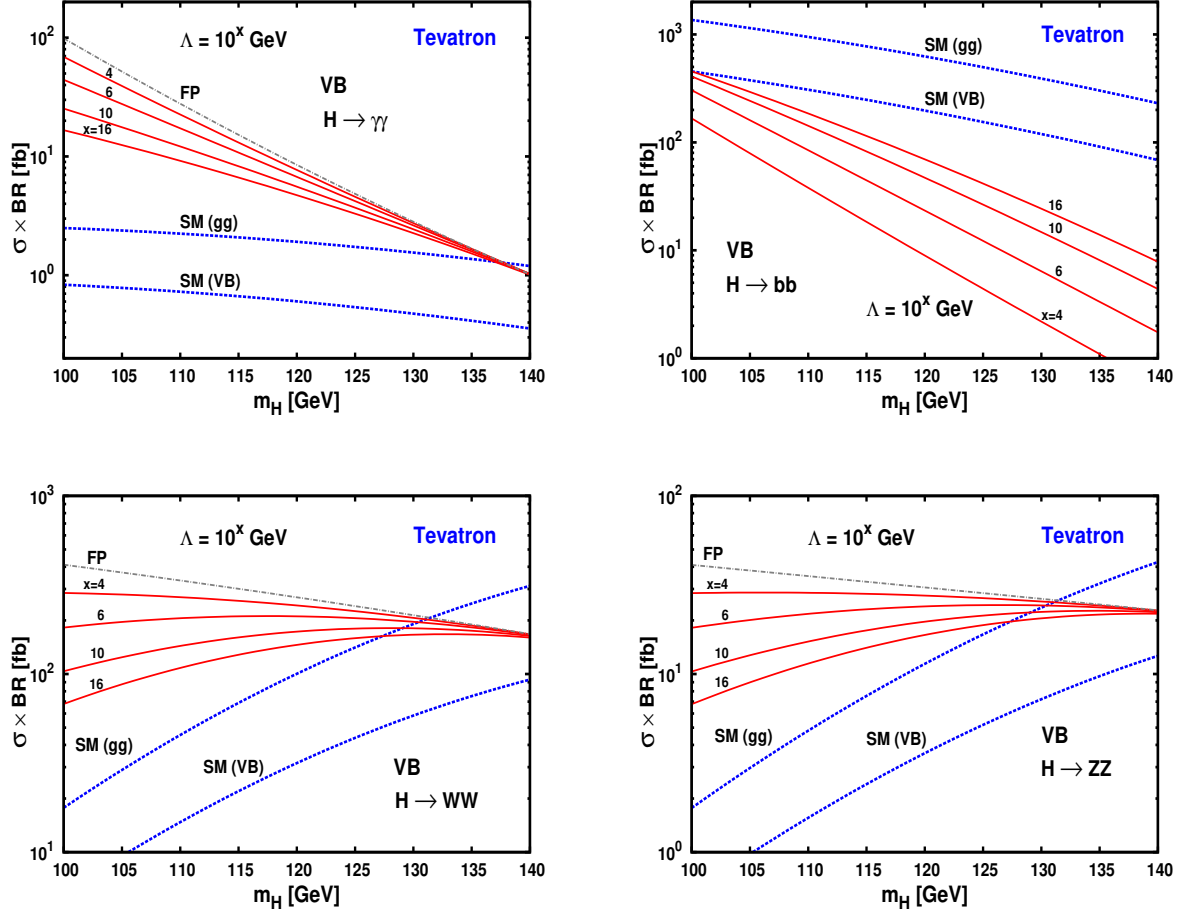 Λ = 10^x GeV
Tevatron
FP
VB
H → γγ
4
6
10
x=16
SM (gg)
SM (VB)
σ × BR [fb]
10^2
10^1
10^0
100 105 110 115 120 125 130 135 140
m_H [GeV]
Tevatron
SM (gg)
SM (VB)
16
10
6
x=4
VB
H → bb
Λ = 10^x GeV
σ × BR [fb]
10^3
10^2
10^1
10^0
100 105 110 115 120 125 130 135 140
m_H [GeV]
Λ = 10^x GeV
Tevatron
FP
x=4
6
10
16
SM (gg)
SM (VB)
VB
H → WW
σ × BR [fb]
10^3
10^2
10^1
100 105 110 115 120 125 130 135 140
m_H [GeV]
Λ = 10^x GeV
Tevatron
FP
x=4
6
10
16
SM (gg)
SM (VB)
VB
H → ZZ
σ × BR [fb]
10^2
10^1
10^0
100 105 110 115 120 125 130 135 140
m_H [GeV]